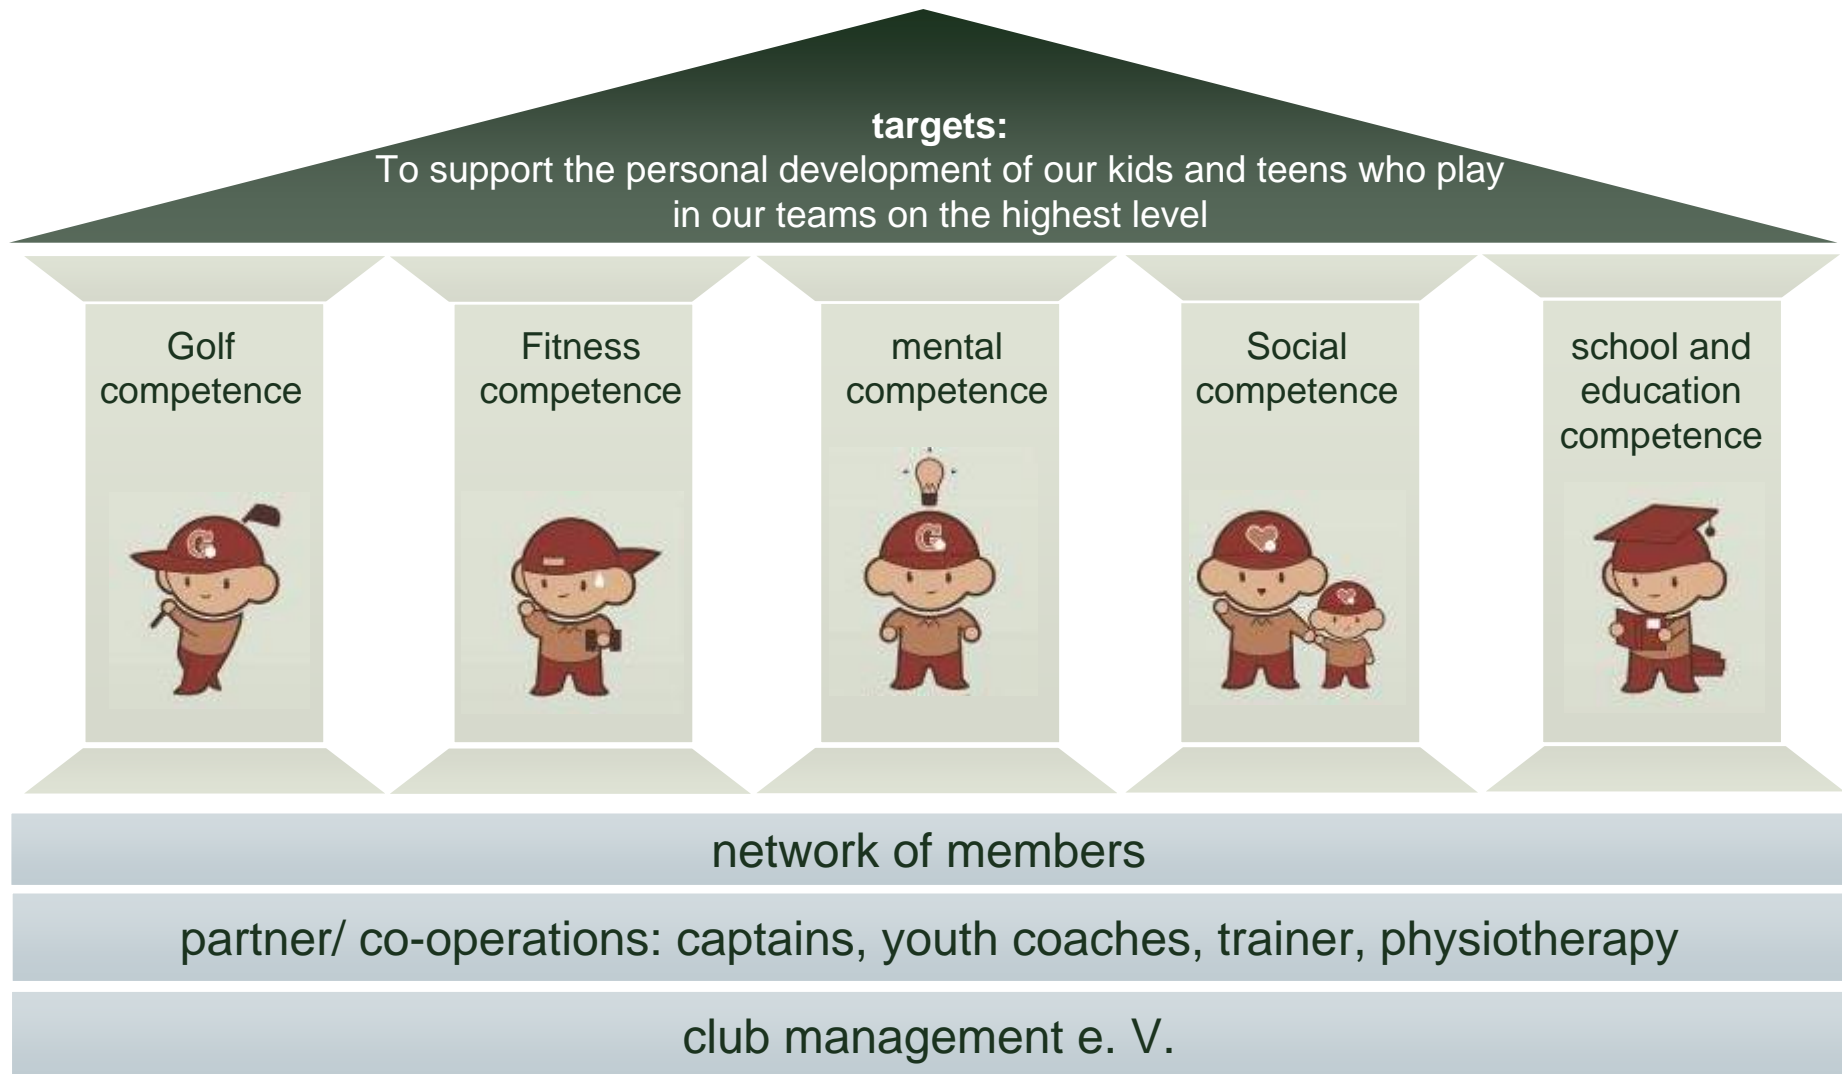 targets:
To support the personal development of our kids and teens who play
in our teams on the highest level
Golf
competence
Fitness
competence
mental
competence
Social
competence
school and
education
competence
G
G
network of members
partner/ co-operations: captains, youth coaches, trainer, physiotherapy
club management e. V.